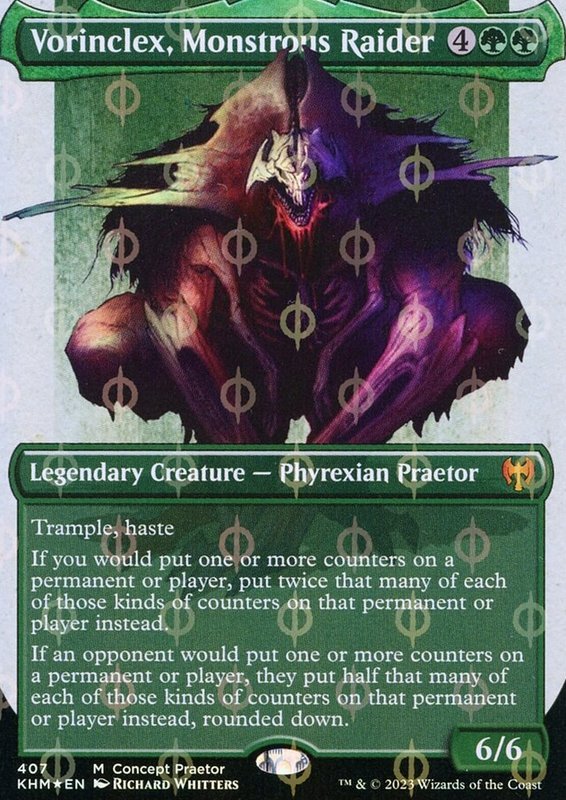 Vorinclex, Monstrous Raider 4
Legendary Creature — Phyrexian Praetor
Trample, haste
If you would put one or more counters on a
permanent or player, put twice that many of each
of those kinds of counters on that permanent or
player instead.
If an opponent would put one or more counters on
a permanent or player, they put half that many of
each of those kinds of counters on that permanent
or player instead, rounded down.
6/6
407 M Concept Praetor
KHM★EN Richard Whitters
™ & © 2023 Wizards of the Coast